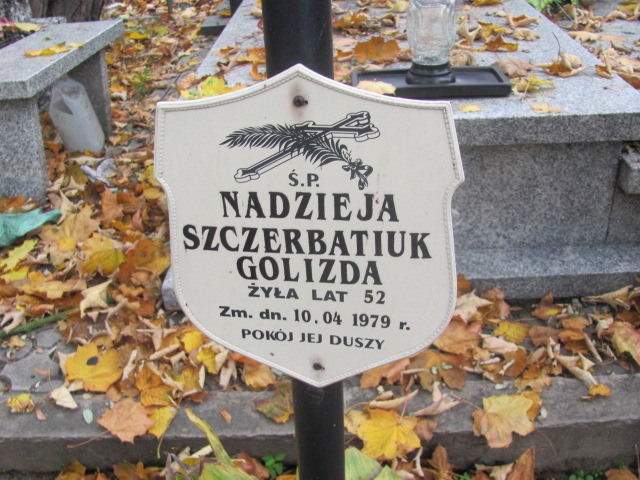 Ś.P.
NADZIEJA
SZCZERBATIUK
GOLIZDA
ŻYŁA LAT 52
Zm. dn. 10.04 1979 r.
POKÓJ JEJ DUSZY